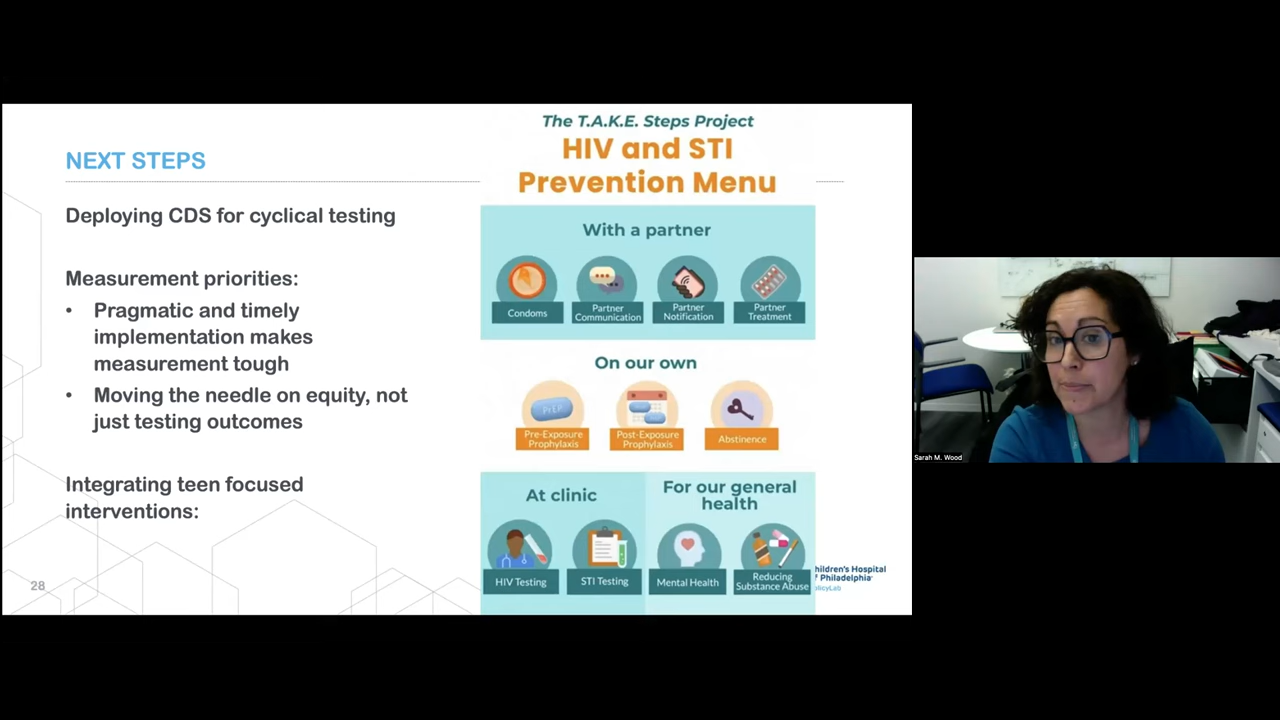 NEXT STEPS
Deploying CDS for cyclical testing
Measurement priorities:
• Pragmatic and timely
implementation makes
measurement tough
• Moving the needle on equity, not
just testing outcomes
Integrating teen focused
interventions:
28
The T.A.K.E. Steps Project
HIV and STI
Prevention Menu
With a partner
Condoms
Partner
Communication
Partner
Notification
Partner
Treatment
On our own
PrEP
Pre-Exposure
Prophylaxis
Post-Exposure
Prophylaxis
Abstinence
At clinic
HIV Testing
STI Testing
For our general
health
Mental Health
Reducing
Substance Abuse
hildren's Hospital
f Philadelphia
olicyLab
Sarah M. Wood